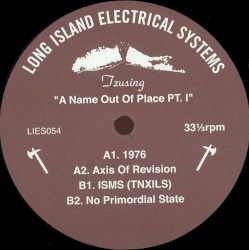 LONG ISLAND ELECTRICAL SYSTEMS
Tzusing
"A Name Out Of Place PT. I"
LIES054
33⅓rpm
A1. 1976
A2. Axis Of Revision
B1. ISMS (TNXILS)
B2. No Primordial State